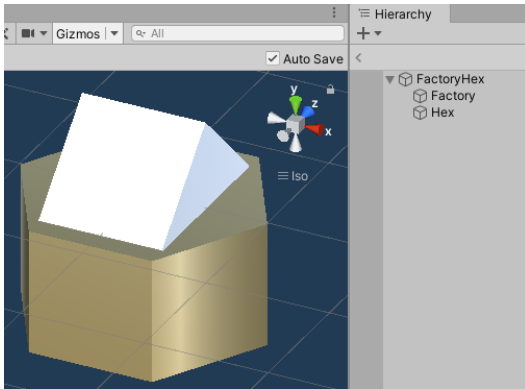 Hierarchy
Gizmos
All
Auto Save
FactoryHex
Factory
Hex
y
z
x
Iso